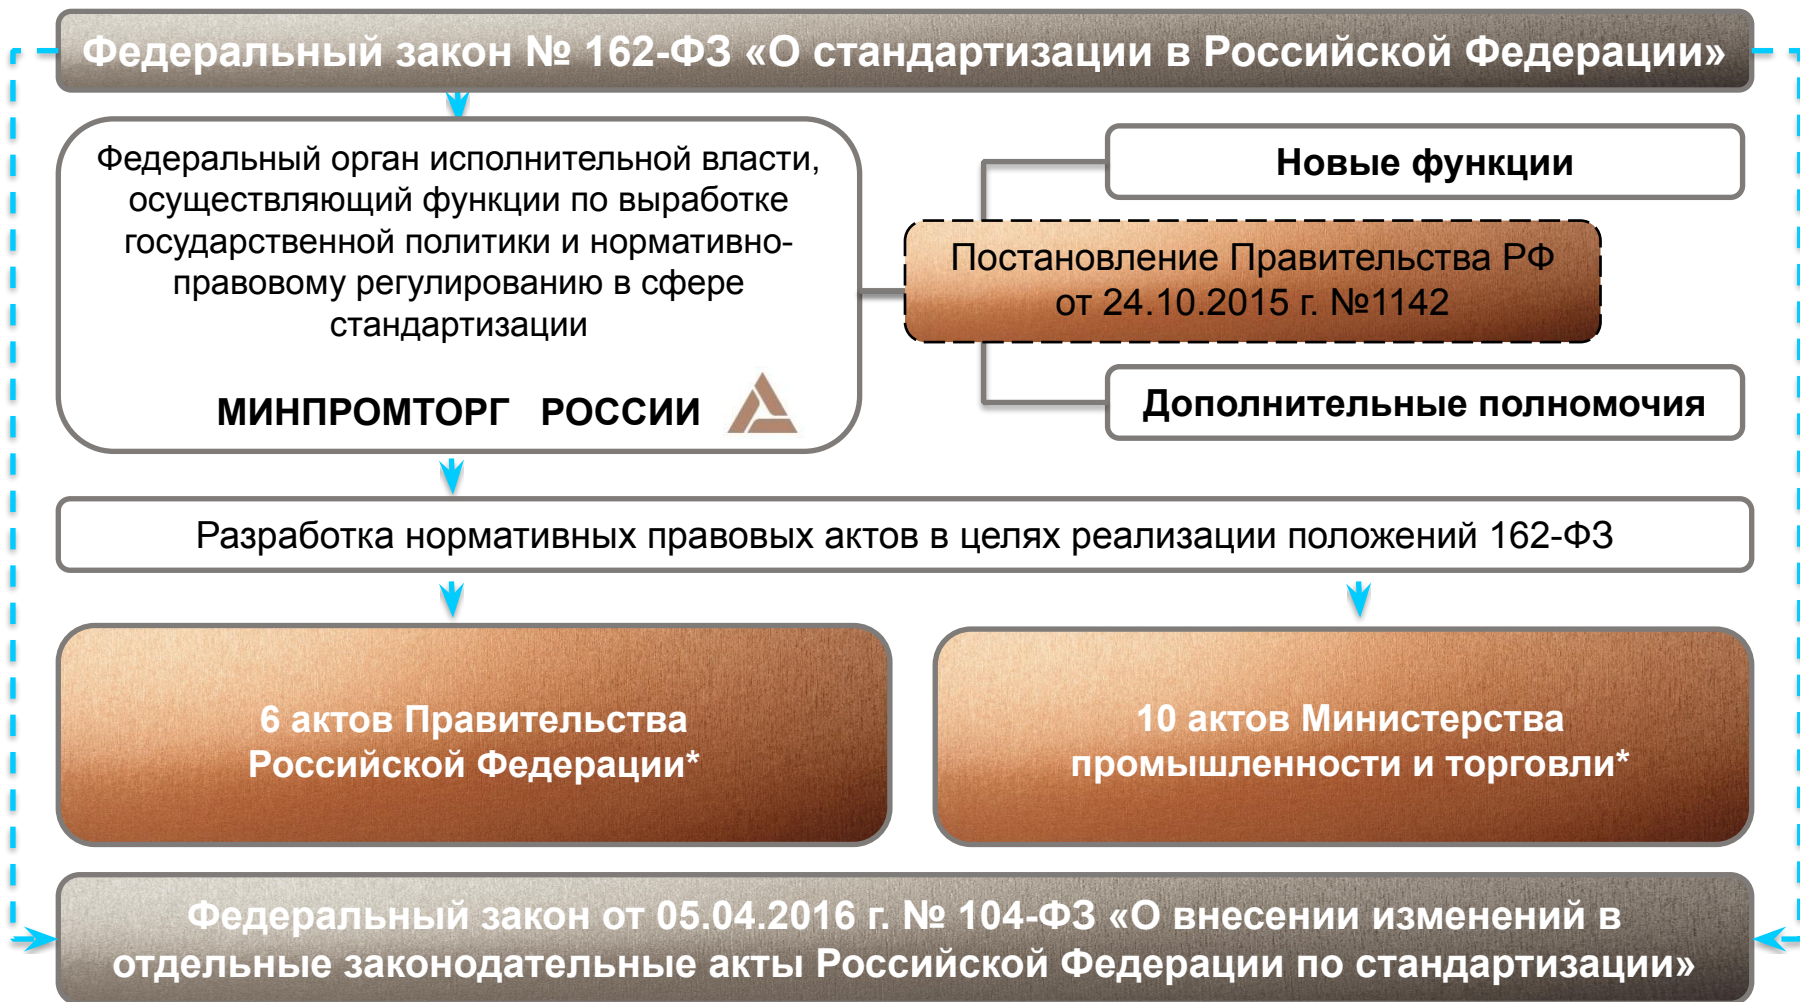 Федеральный закон № 162-ФЗ «О стандартизации в Российской Федерации»
Федеральный орган исполнительной власти,
осуществляющий функции по выработке
государственной политики и нормативно-
правовому регулированию в сфере
стандартизации
МИНПРОМТОРГ РОССИИ
Новые функции
Постановление Правительства РФ
от 24.10.2015 г. №1142
Дополнительные полномочия
Разработка нормативных правовых актов в целях реализации положений 162-ФЗ
6 актов Правительства
Российской Федерации*
10 актов Министерства
промышленности и торговли*
Федеральный закон от 05.04.2016 г. № 104-ФЗ «О внесении изменений в
отдельные законодательные акты Российской Федерации по стандартизации»